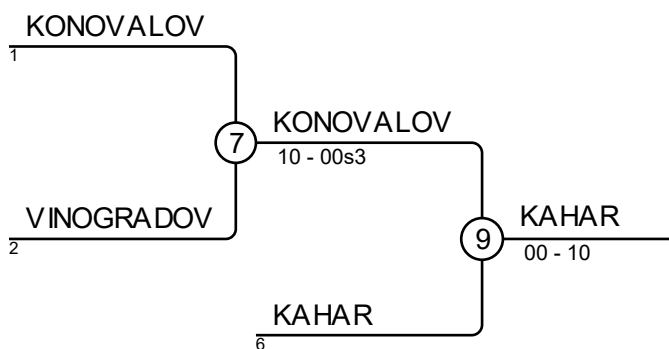 KONOVALOV
1
7
KONOVALOV
10 - 00s3
VINOGRADOV
2
9
KAHAR
00 - 10
KAHAR
6